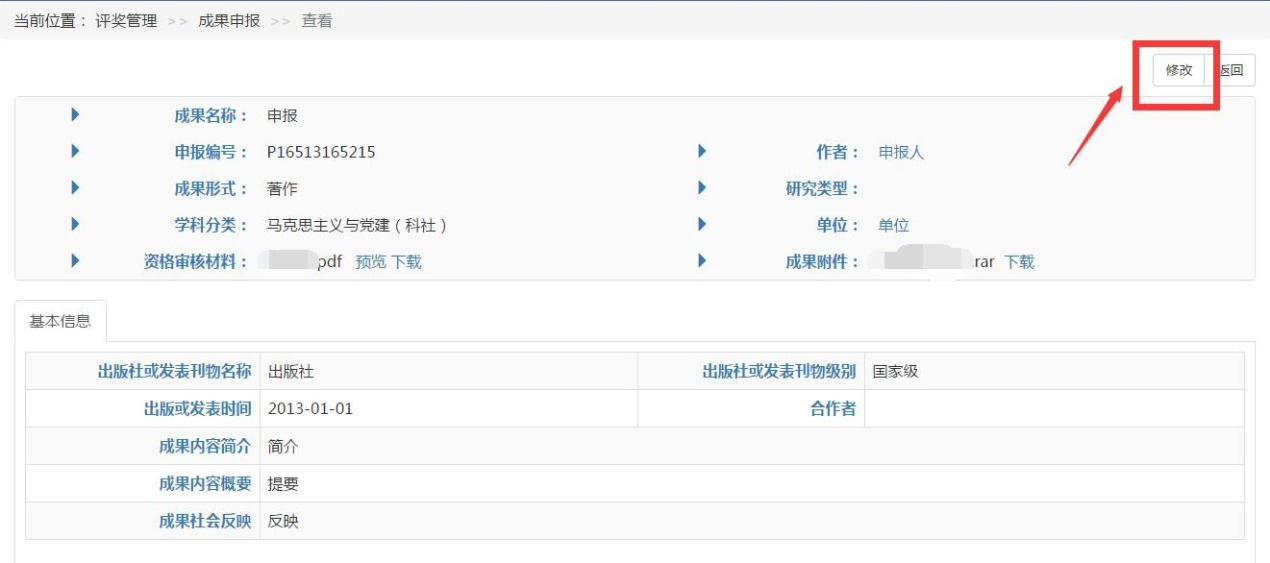 当前位置： 评奖管理 >> 成果申报 >> 查看
修改 返回
成果名称： 申报
申报编号： P16513165215 作者： 申报人
成果形式： 著作 研究类型：
学科分类： 马克思主义与党建（科社） 单位： 单位
资格审核材料： pdf 预览 下载 成果附件： rar 下载
基本信息
出版社或发表刊物名称 出版社 出版社或发表刊物级别 国家级
出版或发表时间 2013-01-01 合作者
成果内容简介 简介
成果内容概要 提要
成果社会反映 反映